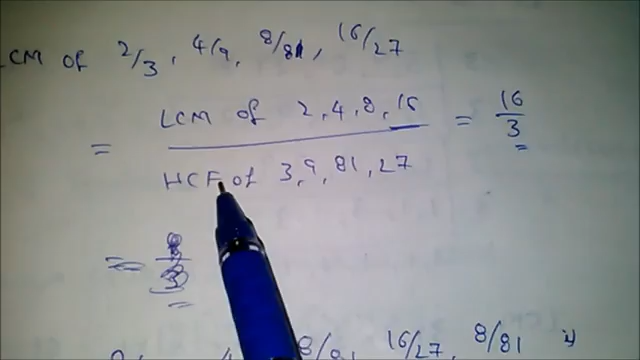 LCM of 2/3, 4/9, 8/81, 16/27
= LCM of 2, 4, 8, 16 / HCF of 3, 9, 81, 27 = 16/3
=
8/81 16/27, 8/81